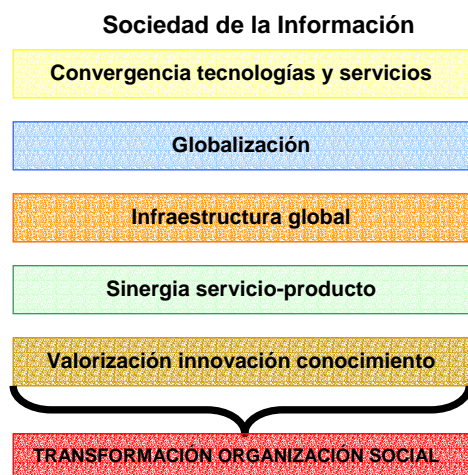 Sociedad de la Información
Convergencia tecnologías y servicios
Globalización
Infraestructura global
Sinergia servicio-producto
Valorización innovación conocimiento
TRANSFORMACIÓN ORGANIZACIÓN SOCIAL